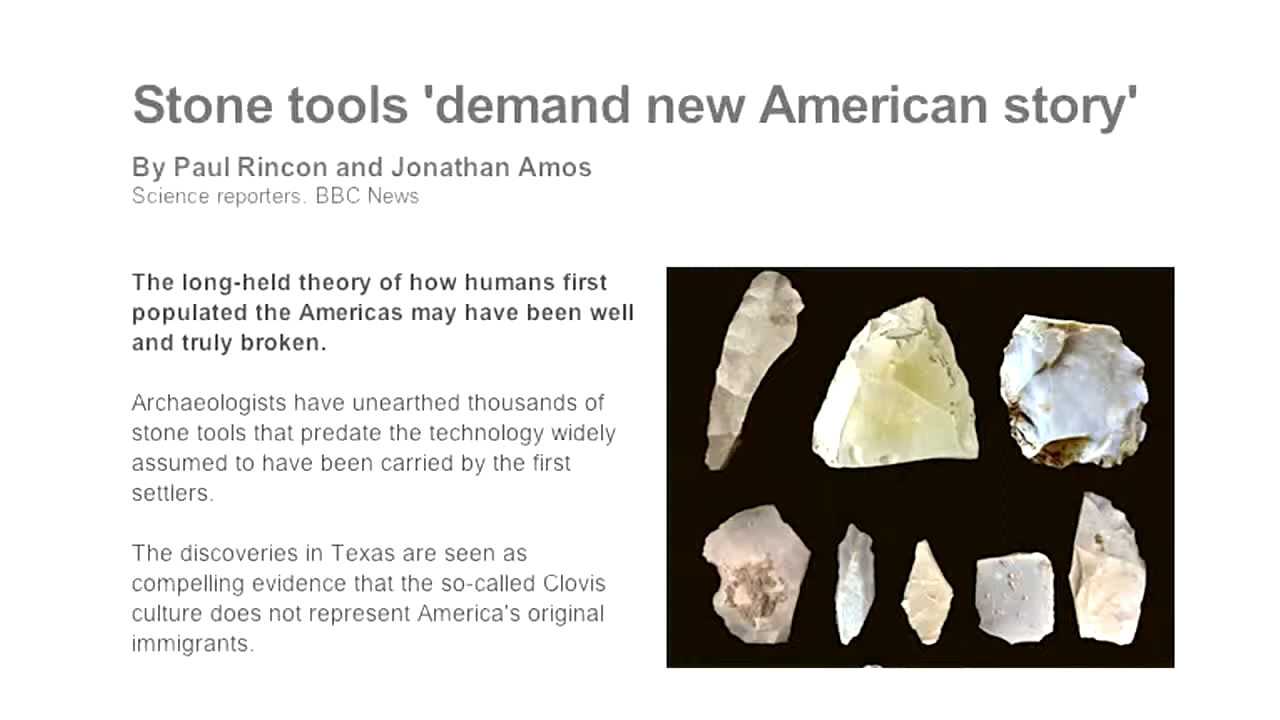 Stone tools 'demand new American story'
By Paul Rincon and Jonathan Amos
Science reporters. BBC News
The long-held theory of how humans first
populated the Americas may have been well
and truly broken.
Archaeologists have unearthed thousands of
stone tools that predate the technology widely
assumed to have been carried by the first
settlers.
The discoveries in Texas are seen as
compelling evidence that the so-called Clovis
culture does not represent America's original
immigrants.